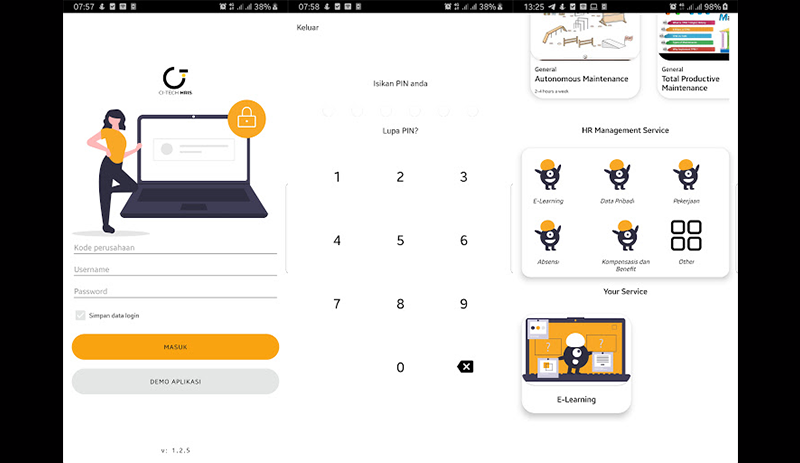 07:57
38%
CI-TECH HRIS
Kode perusahaan
Username
Password
Simpan data login
MASUK
DEMO APLIKASI
v: 1.2.5
07:58
38%
Keluar
Isikan PIN anda
Lupa PIN?
1 2 3
4 5 6
7 8 9
0
13:25
98%
General
Autonomous Maintenance
2-4 hours a week
General
Total Productive
Maintenance
HR Management Service
E-Learning
Data Pribadi
Pekerjaan
Absensi
Kompensasi dan
Benefit
Other
Your Service
E-Learning